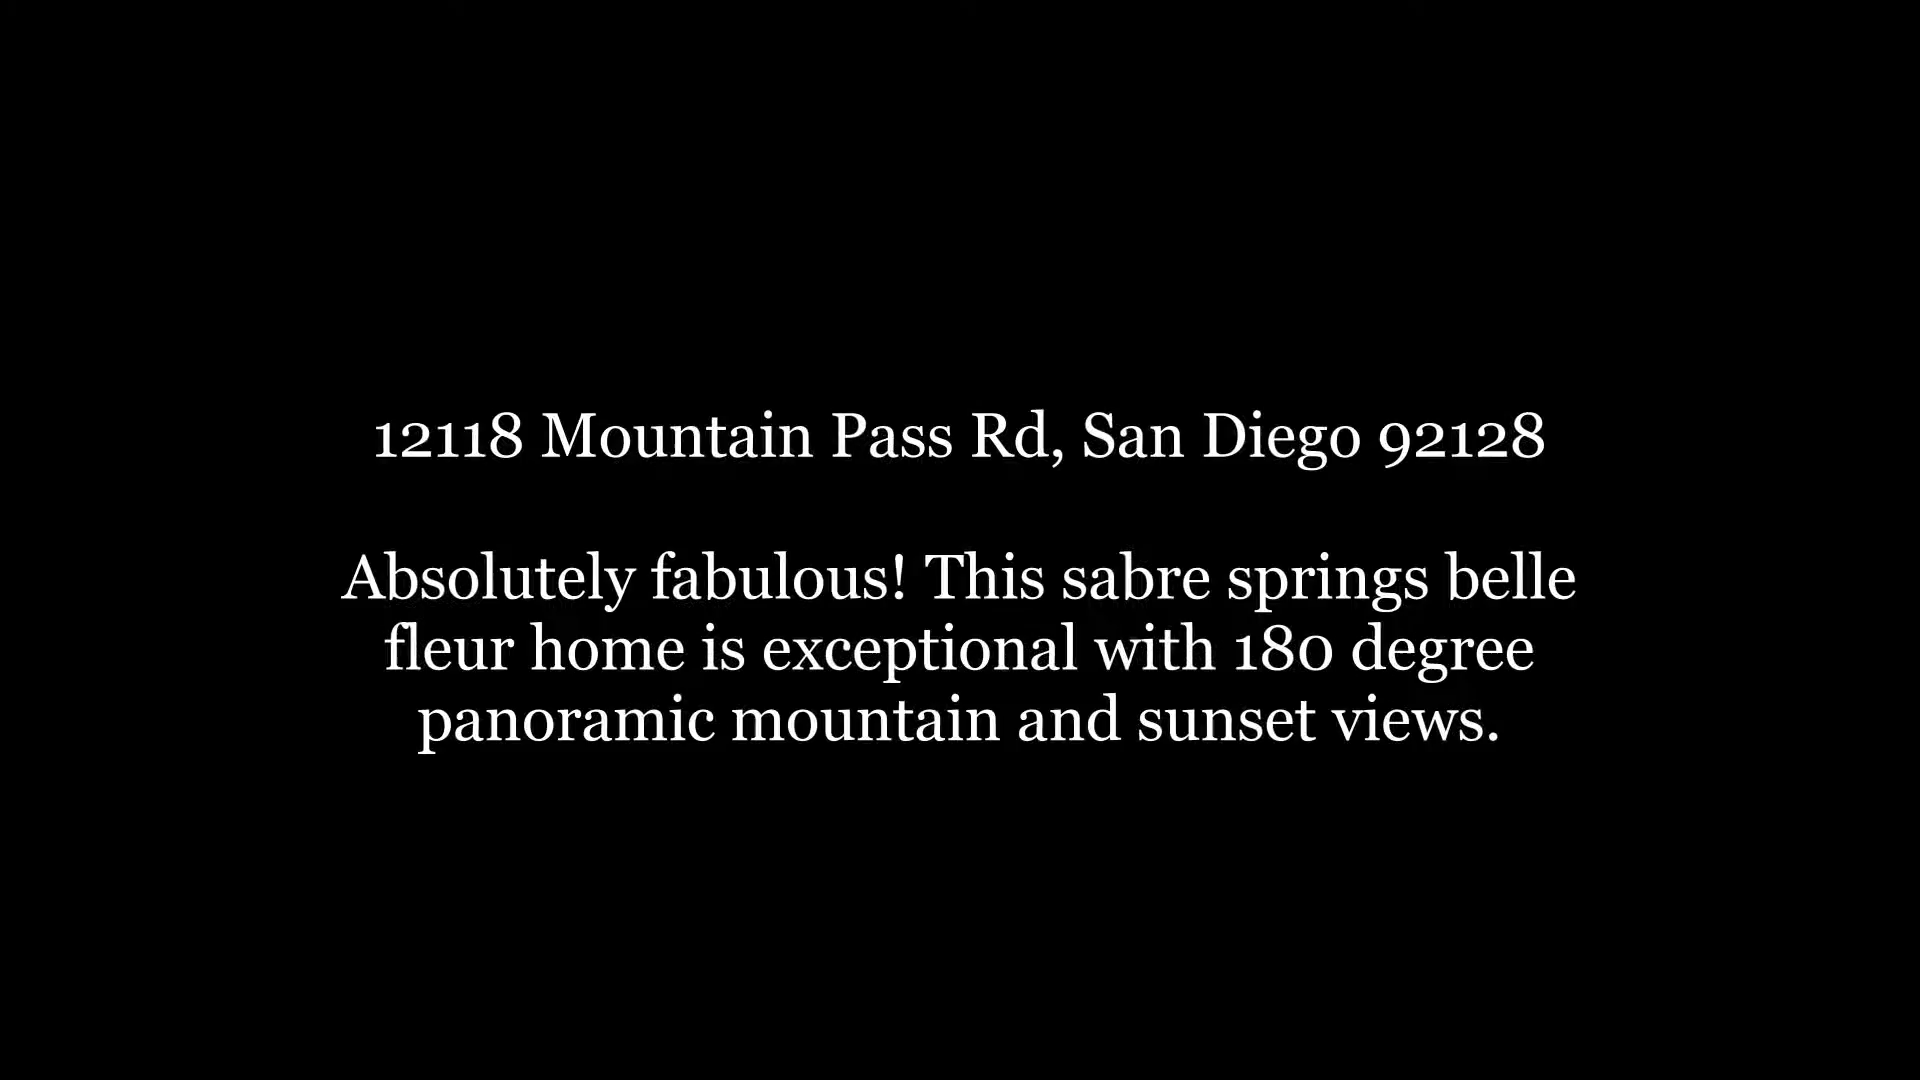 12118 Mountain Pass Rd, San Diego 92128
Absolutely fabulous! This sabre springs belle
fleur home is exceptional with 180 degree
panoramic mountain and sunset views.